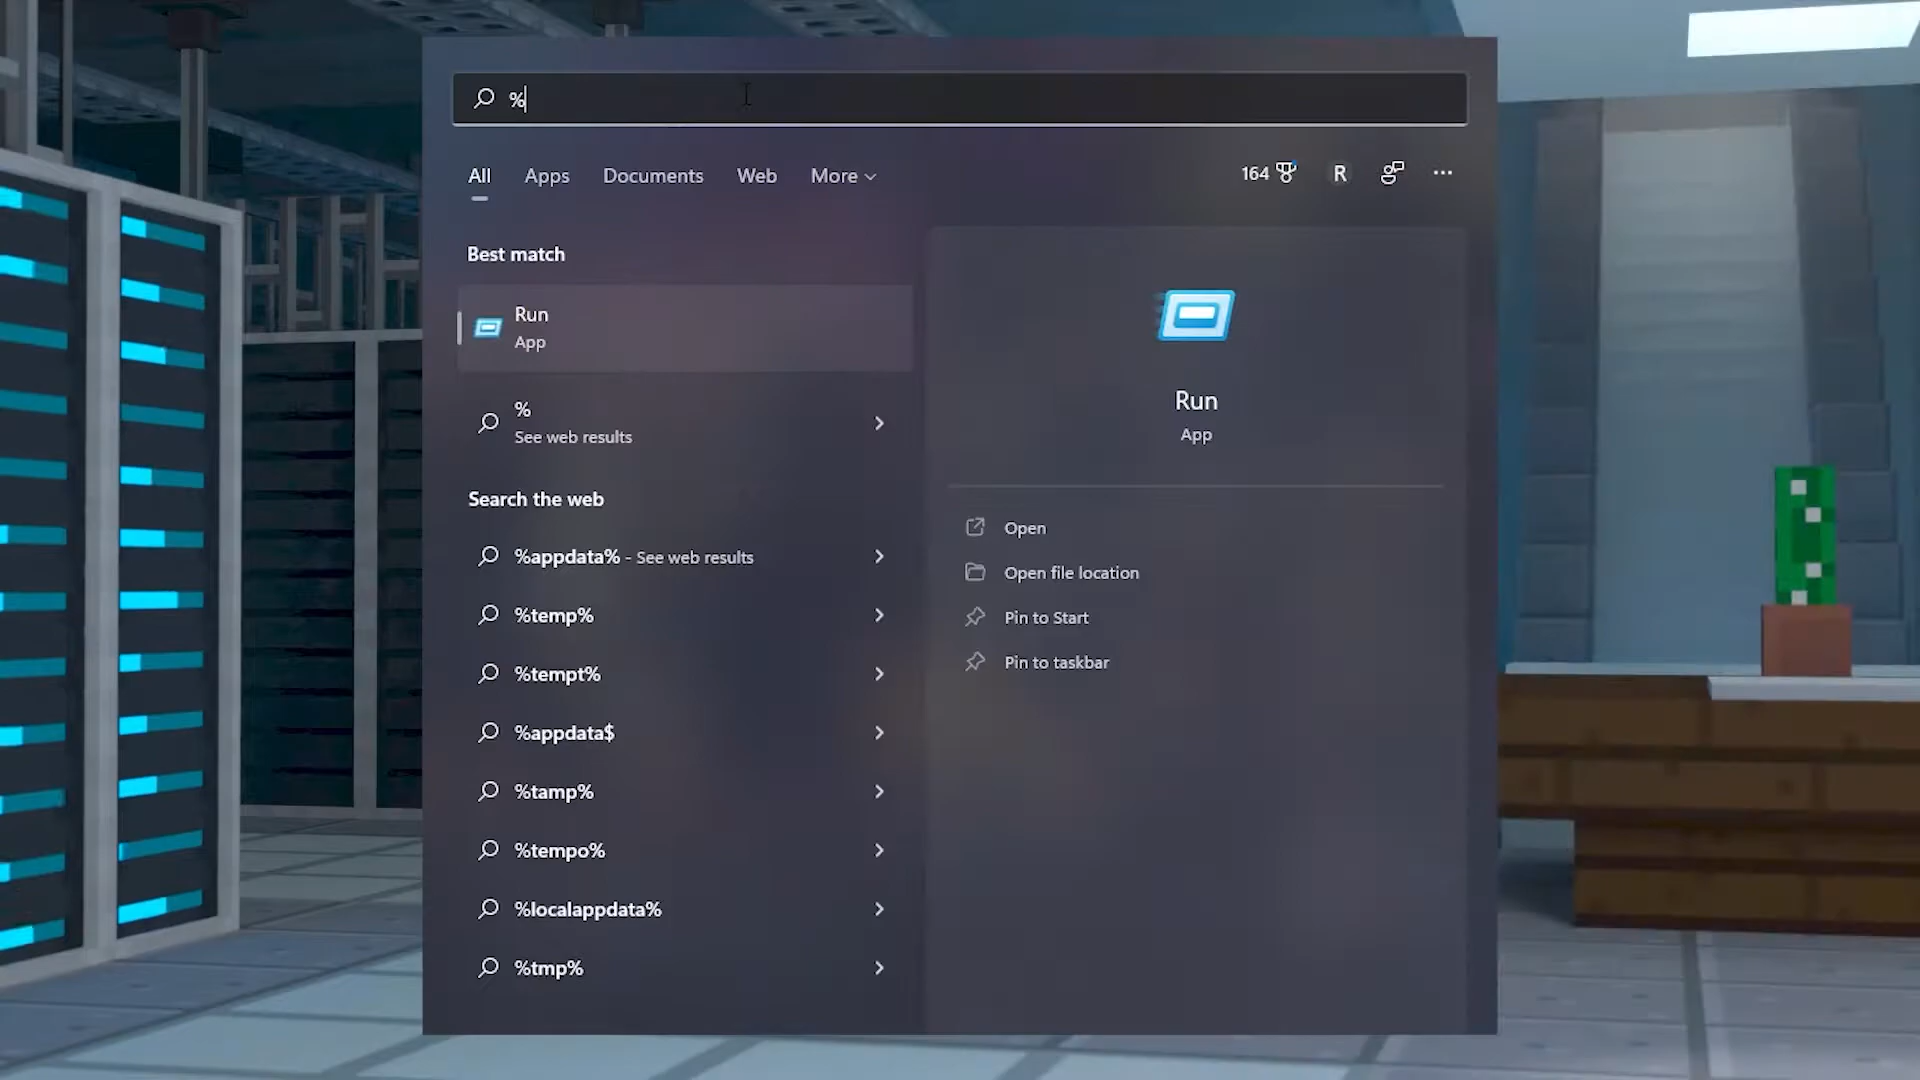 %
All Apps Documents Web More
164 R
Best match
Run
App
%
See web results
Search the web
%appdata% - See web results
%temp%
%tempt%
%appdata$
%tamp%
%tempo%
%localappdata%
%tmp%
Run
App
Open
Open file location
Pin to Start
Pin to taskbar